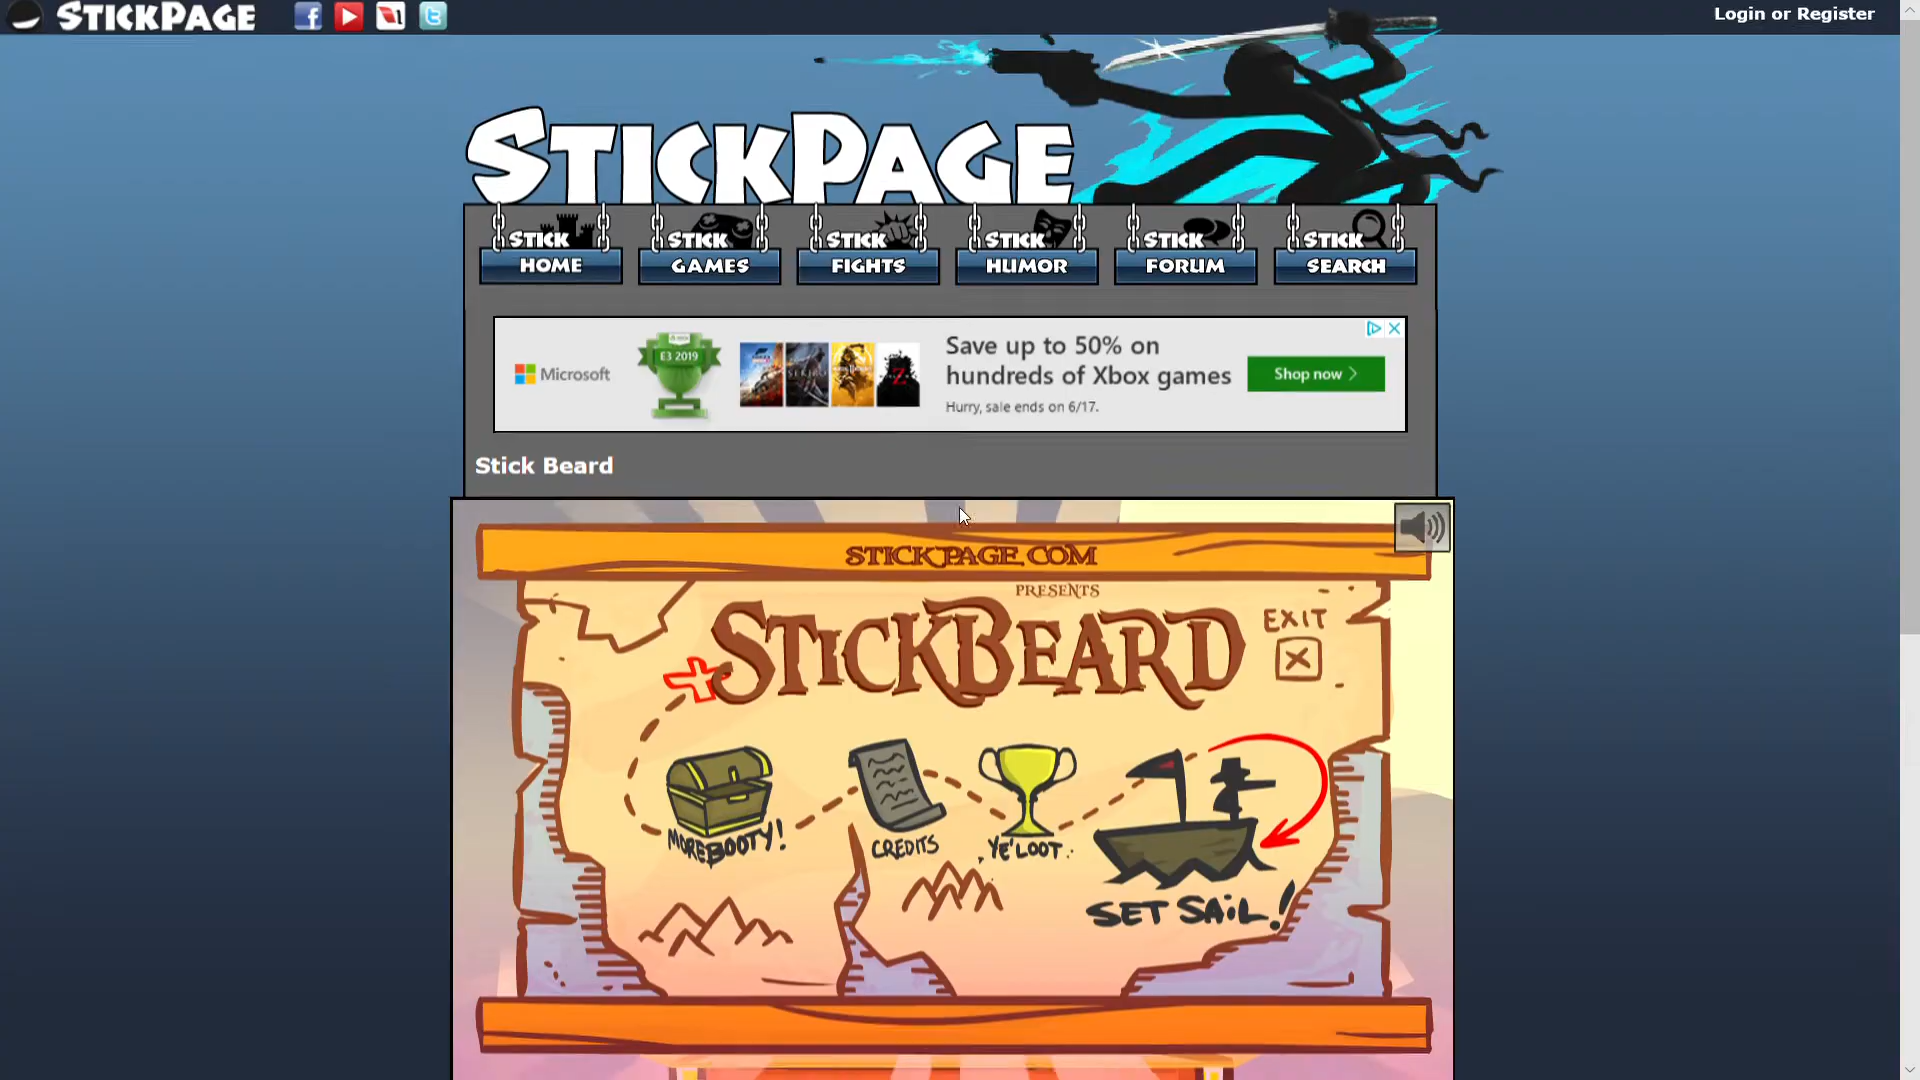 STICKPAGE
Login or Register
STICKPAGE
STICK HOME
STICK GAMES
STICK FIGHTS
STICK HUMOR
STICK FORUM
STICK SEARCH
Microsoft
E3 2019
Save up to 50% on
hundreds of Xbox games
Hurry, sale ends on 6/17.
Shop now
Stick Beard
STICKPAGE.COM
PRESENTS
STICKBEARD
EXIT
MORE BOOTY!
CREDITS
YE' LOOT
SET SAIL!